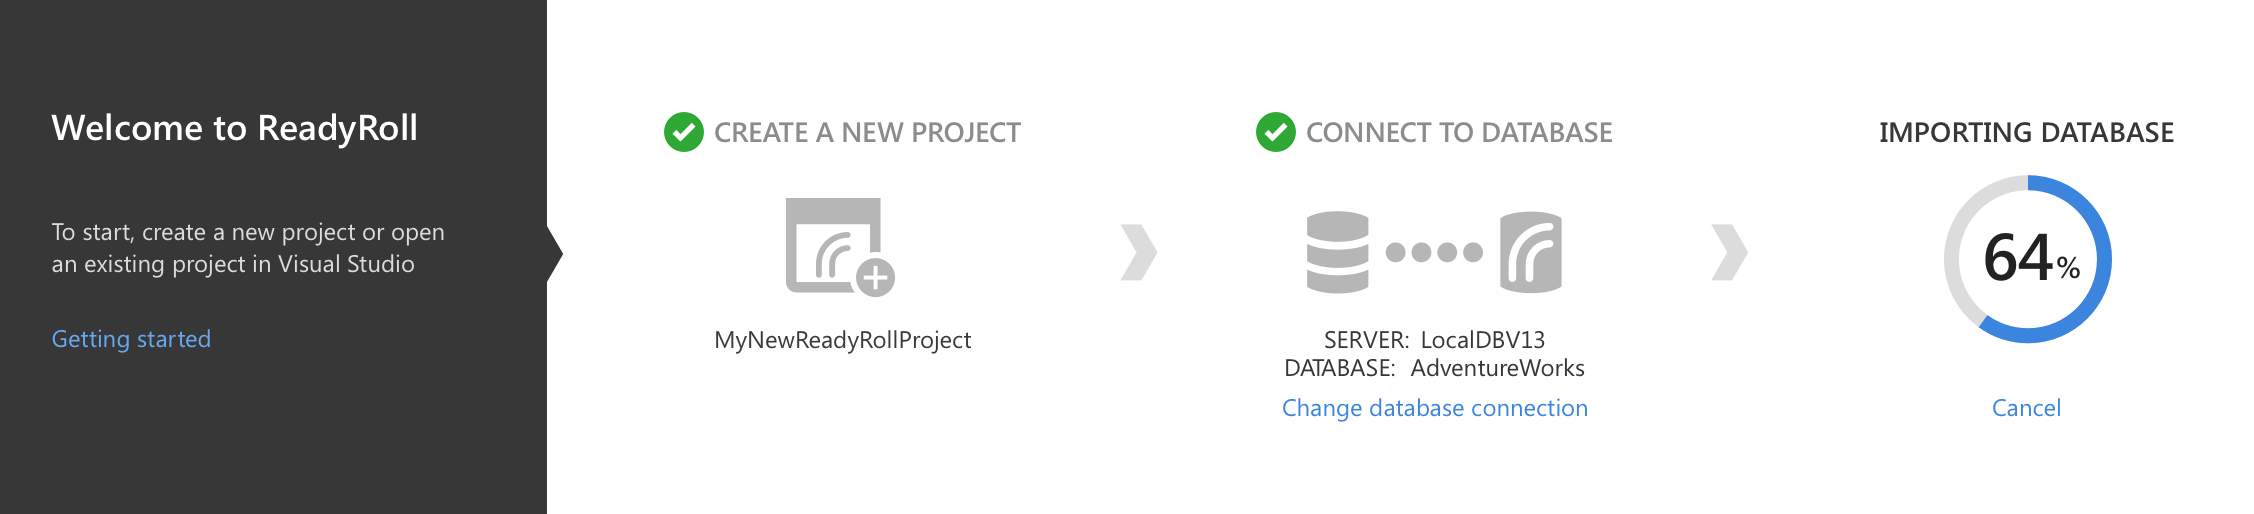 Welcome to ReadyRoll
To start, create a new project or open
an existing project in Visual Studio
Getting started
CREATE A NEW PROJECT
MyNewReadyRollProject
CONNECT TO DATABASE
SERVER: LocalDBV13
DATABASE: AdventureWorks
Change database connection
IMPORTING DATABASE
64%
Cancel